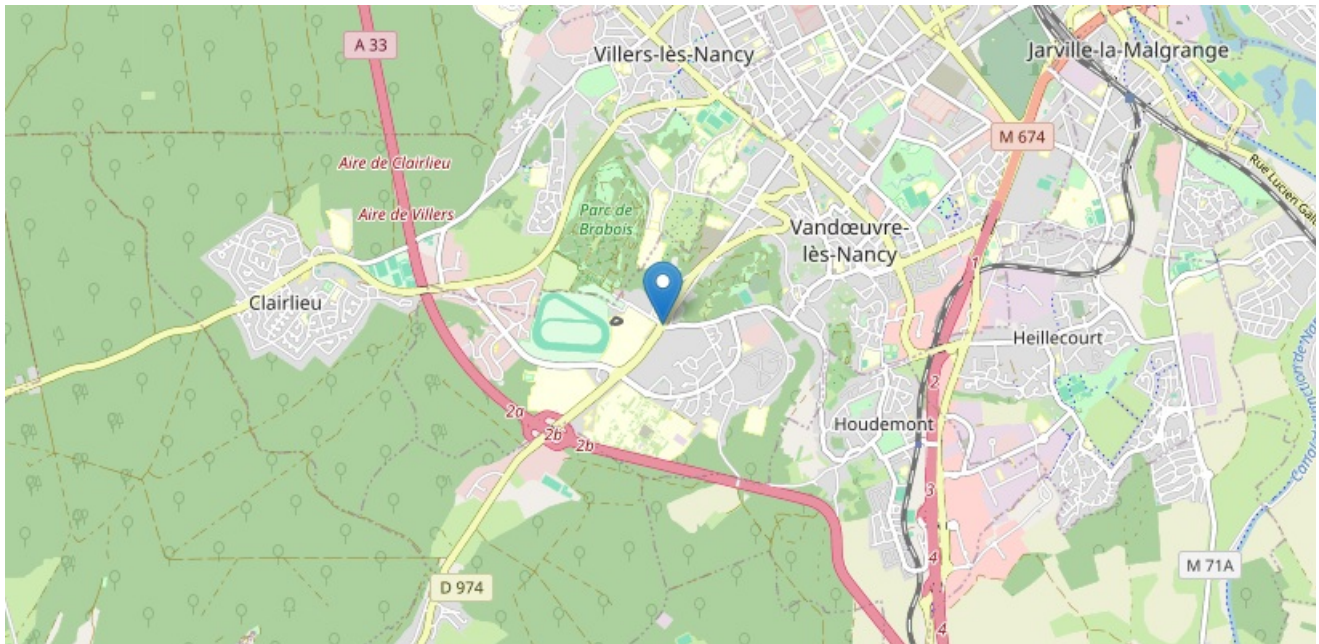 A 33
Villers-lès-Nancy
Jarville-la-Malgrange
M 674
Aire de Clairlieu
Rue Lucien Gal
Aire de Villers
Parc de
Brabois
Vandœuvre-
lès-Nancy
1
Clairlieu
Heillecourt
2
2a
2b
2b
Houdemont
3
4
M 71A
D 974
4